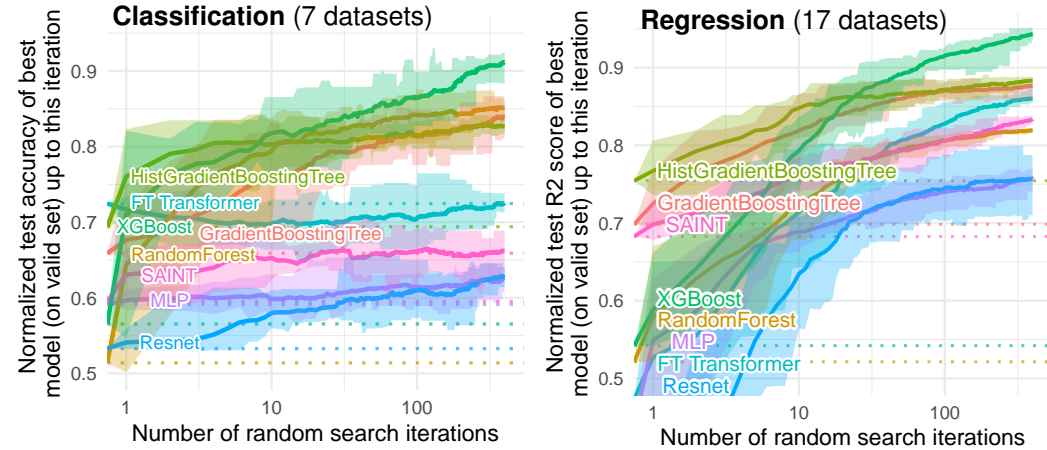 Classification (7 datasets)
Normalized test accuracy of best
model (on valid set) up to this iteration
0.9
0.8
0.7
0.6
0.5
HistGradientBoostingTree
FT Transformer
XGBoost
GradientBoostingTree
RandomForest
SAINT
MLP
Resnet
1
10
100
Number of random search iterations
Regression (17 datasets)
Normalized test R2 score of best
model (on valid set) up to this iteration
0.9
0.8
0.7
0.6
0.5
HistGradientBoostingTree
GradientBoostingTree
SAINT
XGBoost
RandomForest
MLP
FT Transformer
Resnet
1
10
100
Number of random search iterations